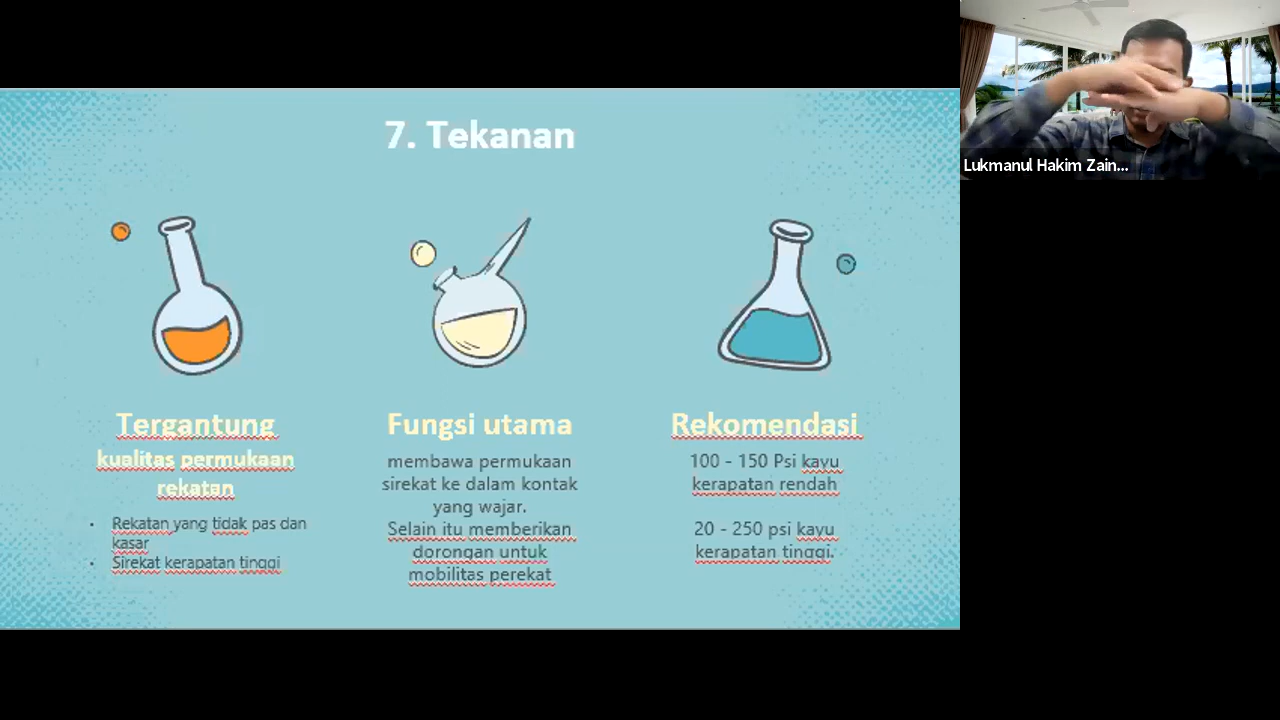 7. Tekanan
Tergantung
kualitas permukaan
rekatan
• Rekatan yang tidak pas dan
kasar
• Sirekat kerapatan tinggi
Fungsi utama
membawa permukaan
sirekat ke dalam kontak
yang wajar.
Selain itu memberikan
dorongan untuk
mobilitas perekat
Rekomendasi
100 - 150 Psi kayu
kerapatan rendah
20 - 250 psi kayu
kerapatan tinggi.
Lukmanul Hakim Zain...